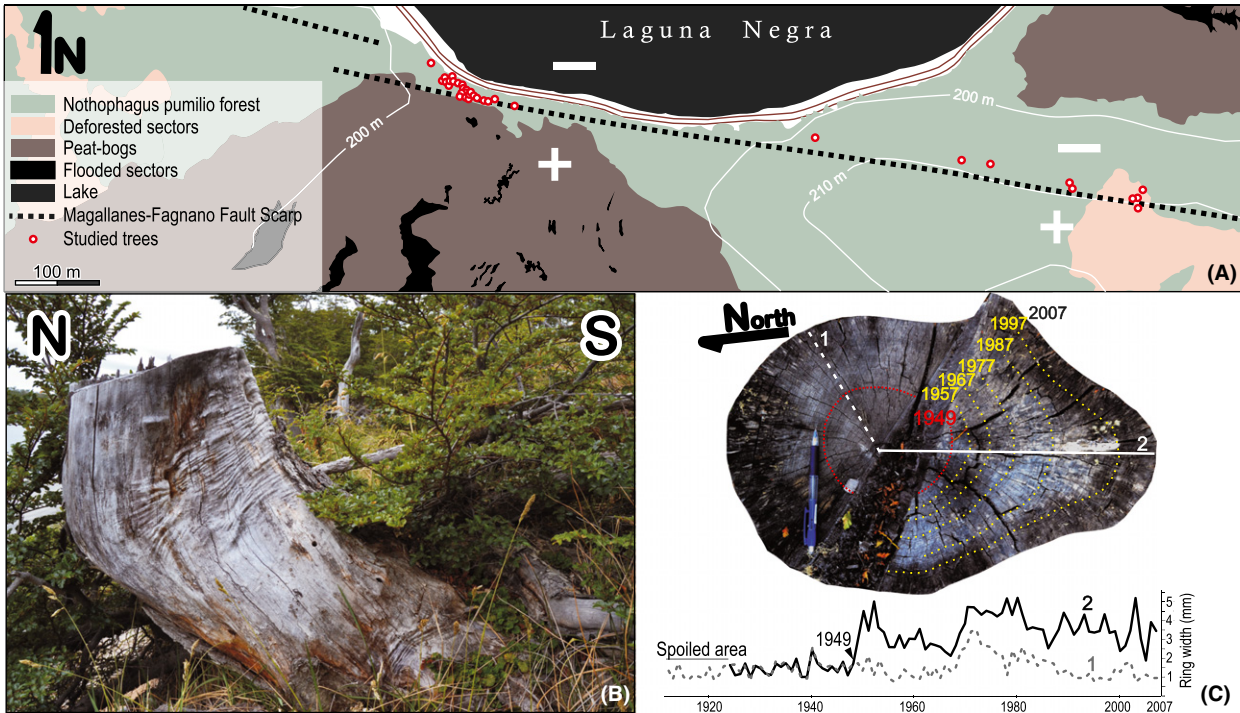 Laguna Negra
N
Nothophagus pumilio forest
Deforested sectors
Peat-bogs
Flooded sectors
Lake
Magallanes-Fagnano Fault Scarp
Studied trees
100 m
200 m
200 m
210 m
(A)
N
S
(B)
North
1
2
2007
1997
1987
1977
1967
1957
1949
Spoiled area
1949
2
1
5
4
3
2
1
Ring width (mm)
1920
1940
1960
1980
2000
2007
(C)